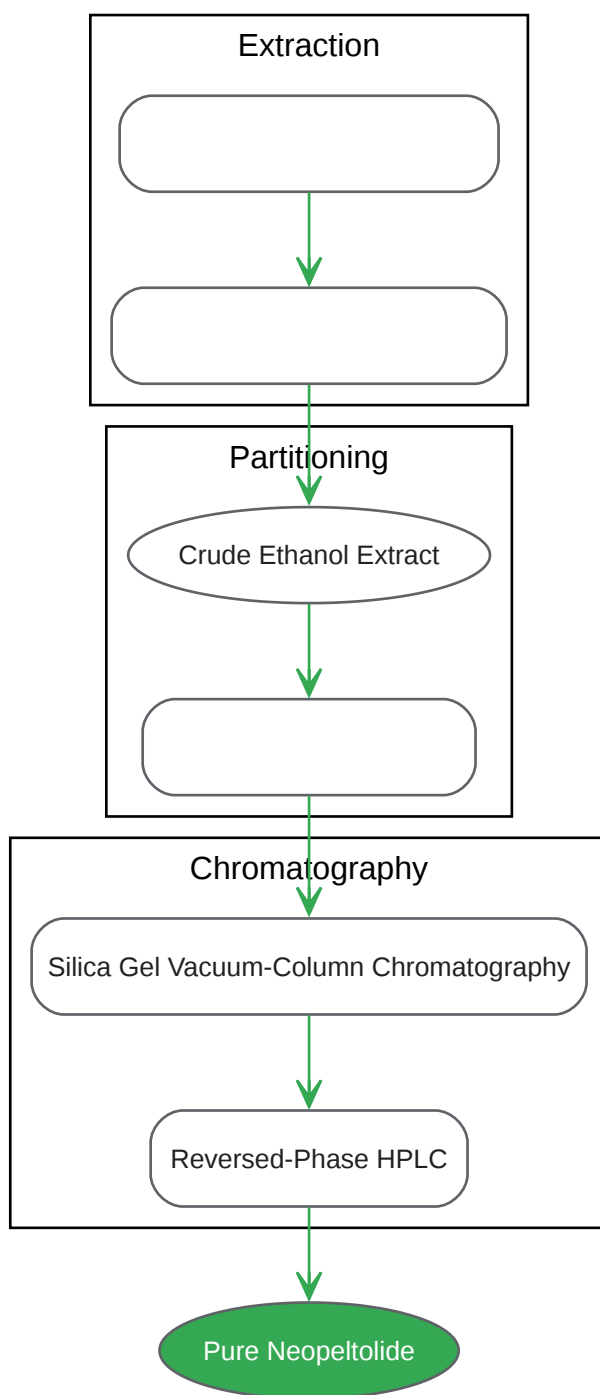 Extraction
Partitioning
Crude Ethanol Extract
Chromatography
Silica Gel Vacuum-Column Chromatography
Reversed-Phase HPLC
Pure Neopeltolide